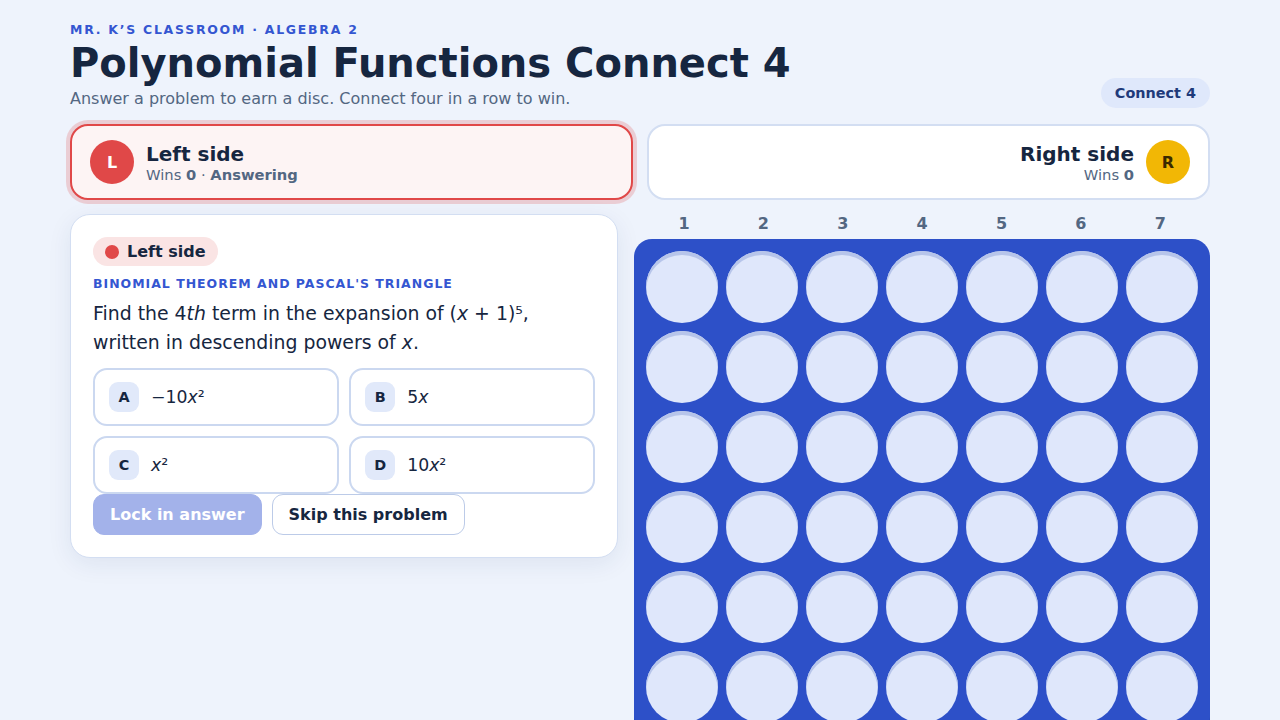 MR. K’S CLASSROOM · ALGEBRA 2
Polynomial Functions Connect 4
Answer a problem to earn a disc. Connect four in a row to win.
Connect 4
L
Left side
Wins 0 · Answering
Right side
Wins 0
R
Left side
BINOMIAL THEOREM AND PASCAL'S TRIANGLE
Find the 4th term in the expansion of (x + 1)⁵,
written in descending powers of x.
A −10x²
B 5x
C x²
D 10x²
Lock in answer
Skip this problem
1 2 3 4 5 6 7